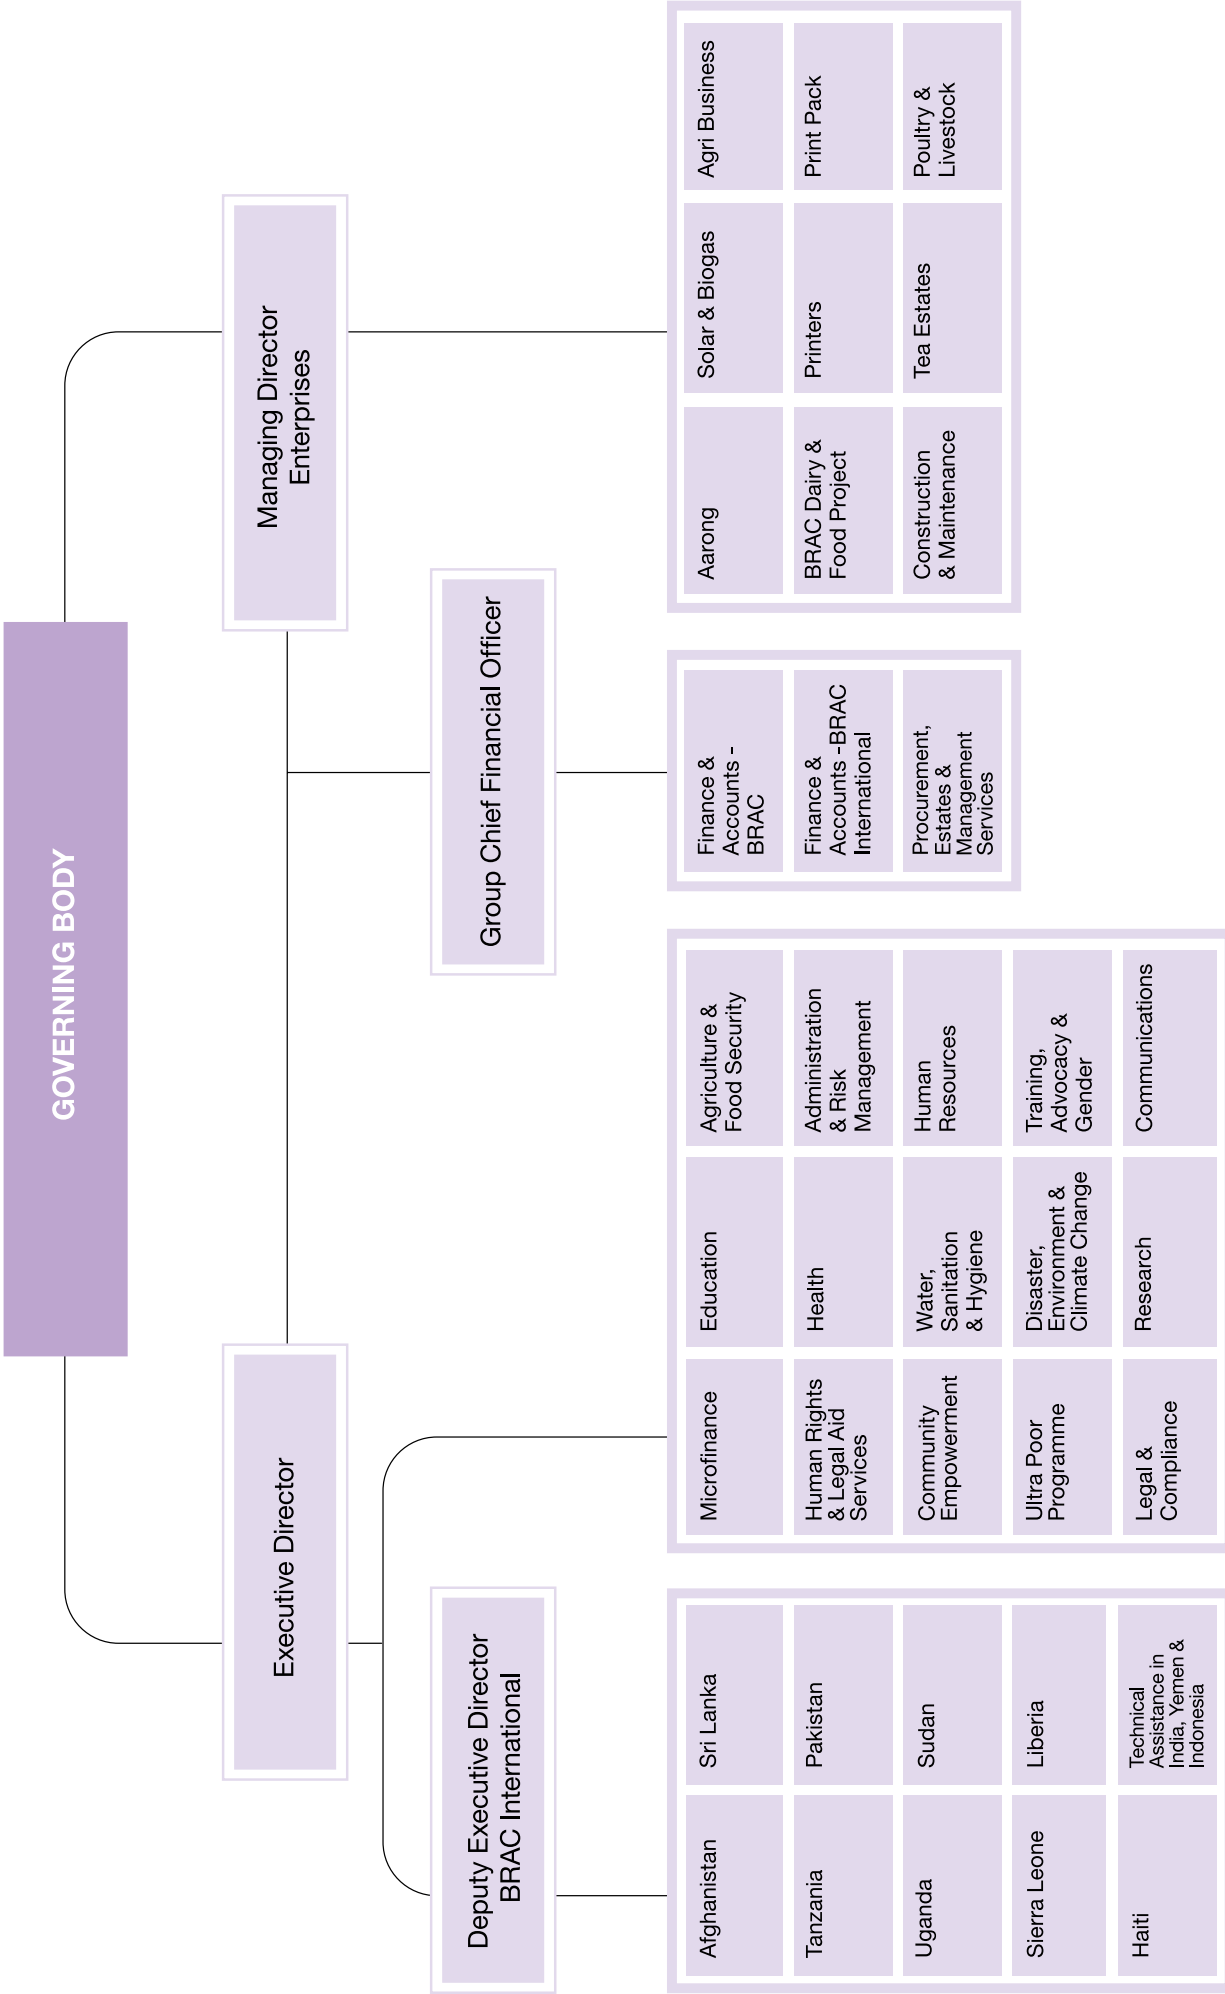 GOVERNING BODY
Executive Director
Managing Director
Enterprises
Deputy Executive Director
BRAC International
Group Chief Financial Officer
Afghanistan
Sri Lanka
Tanzania
Pakistan
Uganda
Sudan
Sierra Leone
Liberia
Haiti
Technical
Assistance in
India, Yemen &
Indonesia
Microfinance
Education
Agriculture &
Food Security
Human Rights
& Legal Aid
Services
Health
Administration
& Risk
Management
Community
Empowerment
Water,
Sanitation
& Hygiene
Human
Resources
Ultra Poor
Programme
Disaster,
Environment &
Climate Change
Training,
Advocacy &
Gender
Legal &
Compliance
Research
Communications
Finance &
Accounts -
BRAC
Finance &
Accounts -BRAC
International
Procurement,
Estates &
Management
Services
Aarong
Solar & Biogas
Agri Business
BRAC Dairy &
Food Project
Printers
Print Pack
Construction
& Maintenance
Tea Estates
Poultry &
Livestock